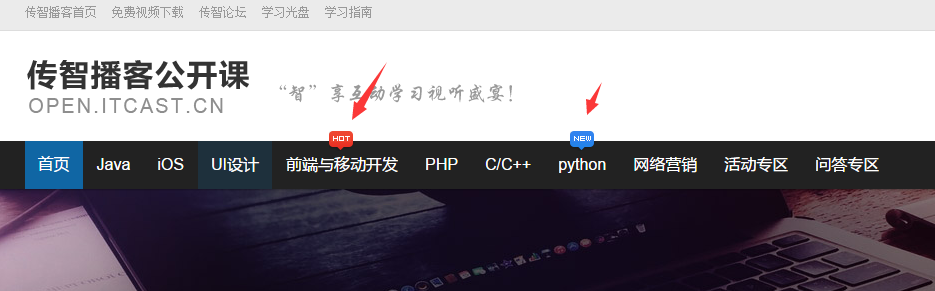 传智播客首页 免费视频下载 传智论坛 学习光盘 学习指南
传智播客公开课
OPEN.ITCAST.CN
“智”享互动学习视听盛宴!
HOT
NEW
首页 Java iOS UI设计 前端与移动开发 PHP C/C++ python 网络营销 活动专区 问答专区